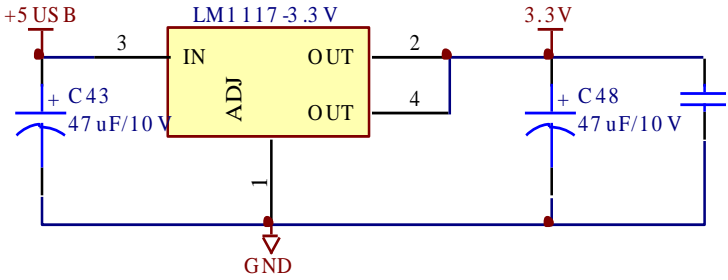 +5USB
LM1117-3.3V
3.3V
3
IN
OUT
2
ADJ
OUT
4
+ C43
47uF/10V
+ C48
47uF/10V
1
GND